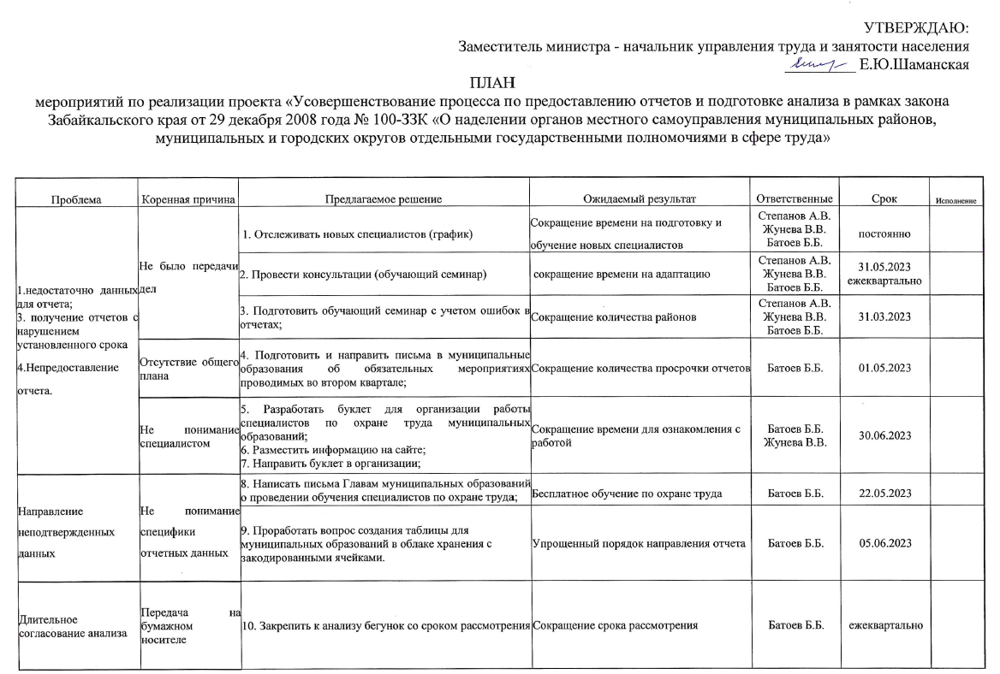 УТВЕРЖДАЮ:
Заместитель министра - начальник управления труда и занятости населения
Е.Ю.Шаманская
ПЛАН
мероприятий по реализации проекта «Усовершенствование процесса по предоставлению отчетов и подготовке анализа в рамках закона
Забайкальского края от 29 декабря 2008 года № 100-ЗЗК «О наделении органов местного самоуправления муниципальных районов,
муниципальных и городских округов отдельными государственными полномочиями в сфере труда»
Проблема
Коренная причина
Предлагаемое решение
Ожидаемый результат
Ответственные
Срок
Исполнение
1.недостаточно данных
для отчета;
3. получение отчетов с
нарушением
установленного срока
4.Непредоставление
отчета.
Не было передачи
дел
1. Отслеживать новых специалистов (график)
Сокращение времени на подготовку и
обучение новых специалистов
Степанов А.В.
Жунева В.В.
Батоев Б.Б.
постоянно
2. Провести консультации (обучающий семинар)
сокращение времени на адаптацию
Степанов А.В.
Жунева В.В.
Батоев Б.Б.
31.05.2023
ежеквартально
3. Подготовить обучающий семинар с учетом ошибок в
отчетах;
Сокращение количества районов
Степанов А.В.
Жунева В.В.
Батоев Б.Б.
31.03.2023
Отсутствие общего
плана
4. Подготовить и направить письма в муниципальные
образования об обязательных мероприятиях
проводимых во втором квартале;
Сокращение количества просрочки отчетов
Батоев Б.Б.
01.05.2023
Не понимание
специалистом
5. Разработать буклет для организации работы
специалистов по охране труда муниципальных
образований;
6. Разместить информацию на сайте;
7. Направить буклет в организации;
Сокращение времени для ознакомления с
работой
Батоев Б.Б.
Жунева В.В.
30.06.2023
Направление
неподтвержденных
данных
Не понимание
специфики
отчетных данных
8. Написать письма Главам муниципальных образований
о проведении обучения специалистов по охране труда;
Бесплатное обучение по охране труда
Батоев Б.Б.
22.05.2023
9. Проработать вопрос создания таблицы для
муниципальных образований в облаке хранения с
закодированными ячейками.
Упрощенный порядок направления отчета
Батоев Б.Б.
05.06.2023
Длительное
согласование анализа
Передача на
бумажном
носителе
10. Закрепить к анализу бегунок со сроком рассмотрения
Сокращение срока рассмотрения
Батоев Б.Б.
ежеквартально